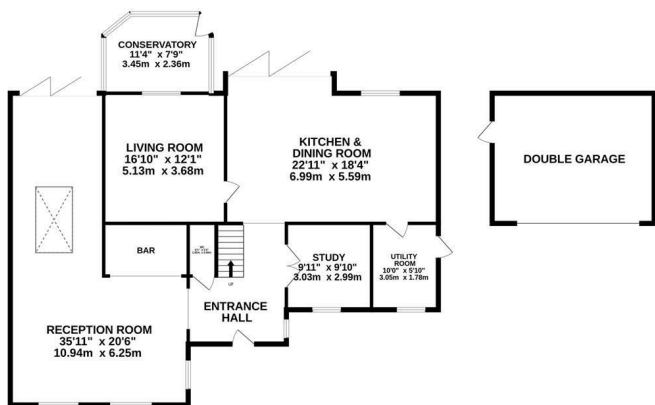 CONSERVATORY
11'4" x 7'9"
3.45m x 2.36m
LIVING ROOM
16'10" x 12'1"
5.13m x 3.68m
KITCHEN &
DINING ROOM
22'11" x 18'4"
6.99m x 5.59m
DOUBLE GARAGE
BAR
UP
STUDY
9'11" x 9'10"
3.03m x 2.99m
UTILITY
ROOM
10'0" x 5'10"
3.05m x 1.78m
ENTRANCE
HALL
RECEPTION ROOM
35'11" x 20'6"
10.94m x 6.25m